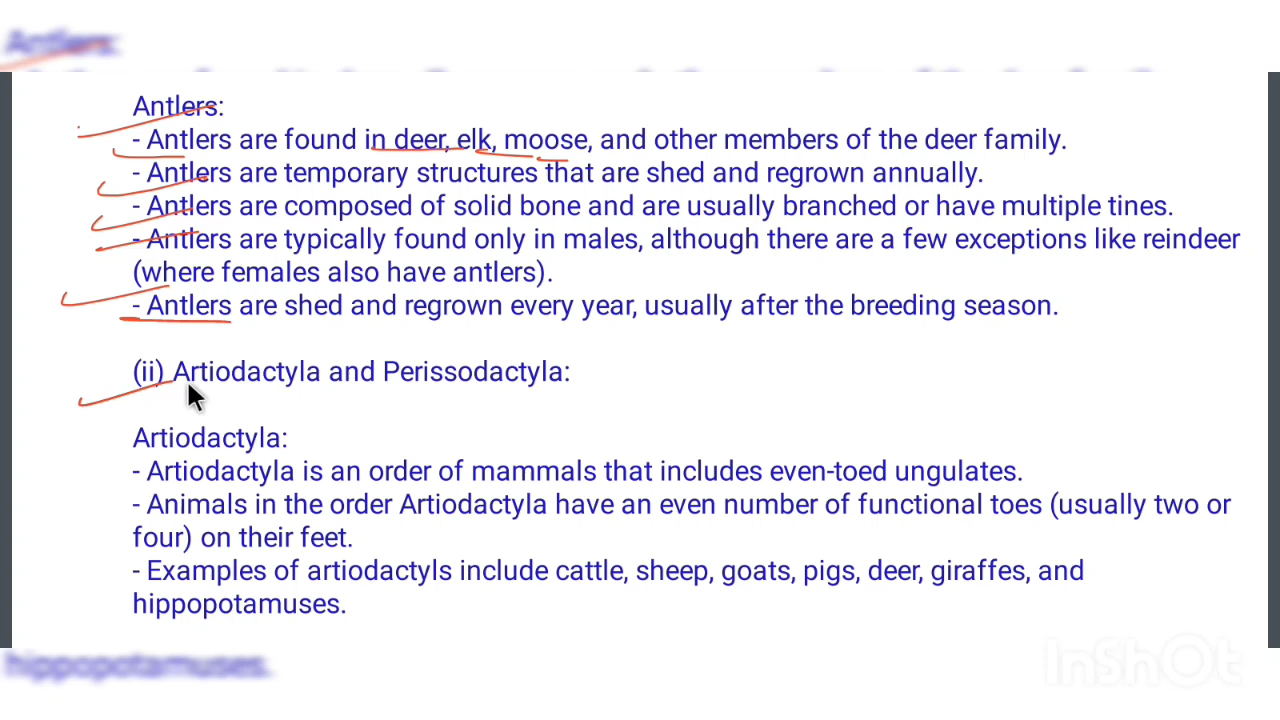 Antlers:
Antlers:
- Antlers are found in deer, elk, moose, and other members of the deer family.
- Antlers are temporary structures that are shed and regrown annually.
- Antlers are composed of solid bone and are usually branched or have multiple tines.
- Antlers are typically found only in males, although there are a few exceptions like reindeer
(where females also have antlers).
- Antlers are shed and regrown every year, usually after the breeding season.
(ii) Artiodactyla and Perissodactyla:
Artiodactyla:
- Artiodactyla is an order of mammals that includes even-toed ungulates.
- Animals in the order Artiodactyla have an even number of functional toes (usually two or
four) on their feet.
- Examples of artiodactyls include cattle, sheep, goats, pigs, deer, giraffes, and
hippopotamuses.
hippopotamuses.
InShOt